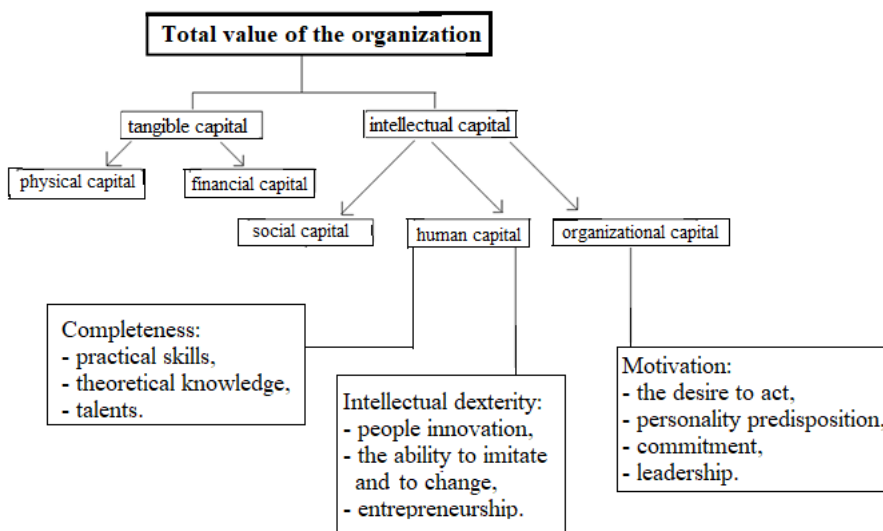 Total value of the organization
tangible capital
intellectual capital
physical capital
financial capital
social capital
human capital
organizational capital
Completeness:
- practical skills,
- theoretical knowledge,
- talents.
Intellectual dexterity:
- people innovation,
- the ability to imitate
and to change,
- entrepreneurship.
Motivation:
- the desire to act,
- personality predisposition,
- commitment,
- leadership.